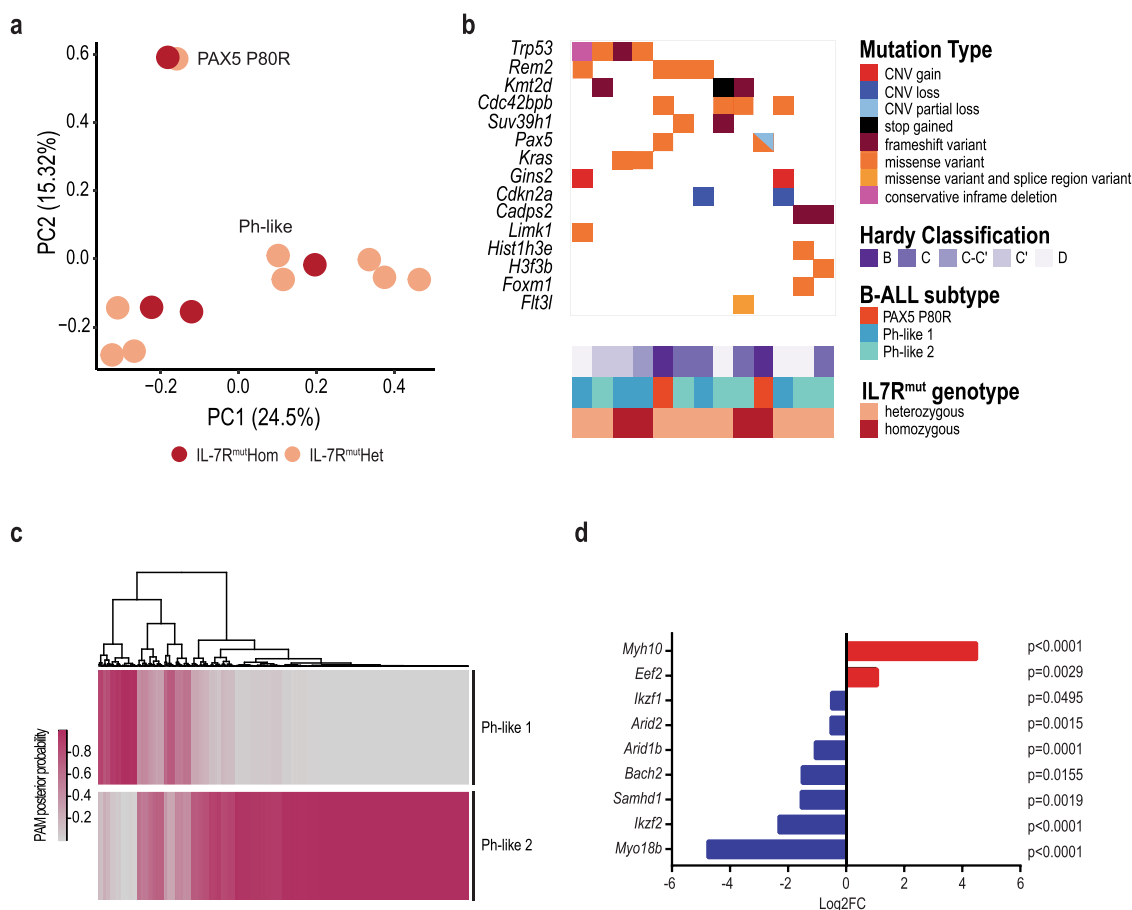 a
PAX5 P80R
Ph-like
0.6
0.4
0.2
0.0
−0.2
PC2 (15.32%)
−0.2
0.0
0.2
0.4
PC1 (24.5%)
IL-7RmutHom
IL-7RmutHet
b
Trp53
Rem2
Kmt2d
Cdc42bpb
Suv39h1
Pax5
Kras
Gins2
Cdkn2a
Cadps2
Limk1
Hist1h3e
H3f3b
Foxm1
Flt3l
Mutation Type
CNV gain
CNV loss
CNV partial loss
stop gained
frameshift variant
missense variant
missense variant and splice region variant
conservative inframe deletion
Hardy Classification
B C C-C' C' D
B-ALL subtype
PAX5 P80R
Ph-like 1
Ph-like 2
IL7Rmut genotype
heterozygous
homozygous
c
PAM posterior probability
0.8
0.6
0.4
0.2
Ph-like 1
Ph-like 2
d
Myh10 p<0.0001
Eef2 p=0.0029
Ikzf1 p=0.0495
Arid2 p=0.0015
Arid1b p=0.0001
Bach2 p=0.0155
Samhd1 p=0.0019
Ikzf2 p<0.0001
Myo18b p<0.0001
-6 -4 -2 0 2 4 6
Log2FC